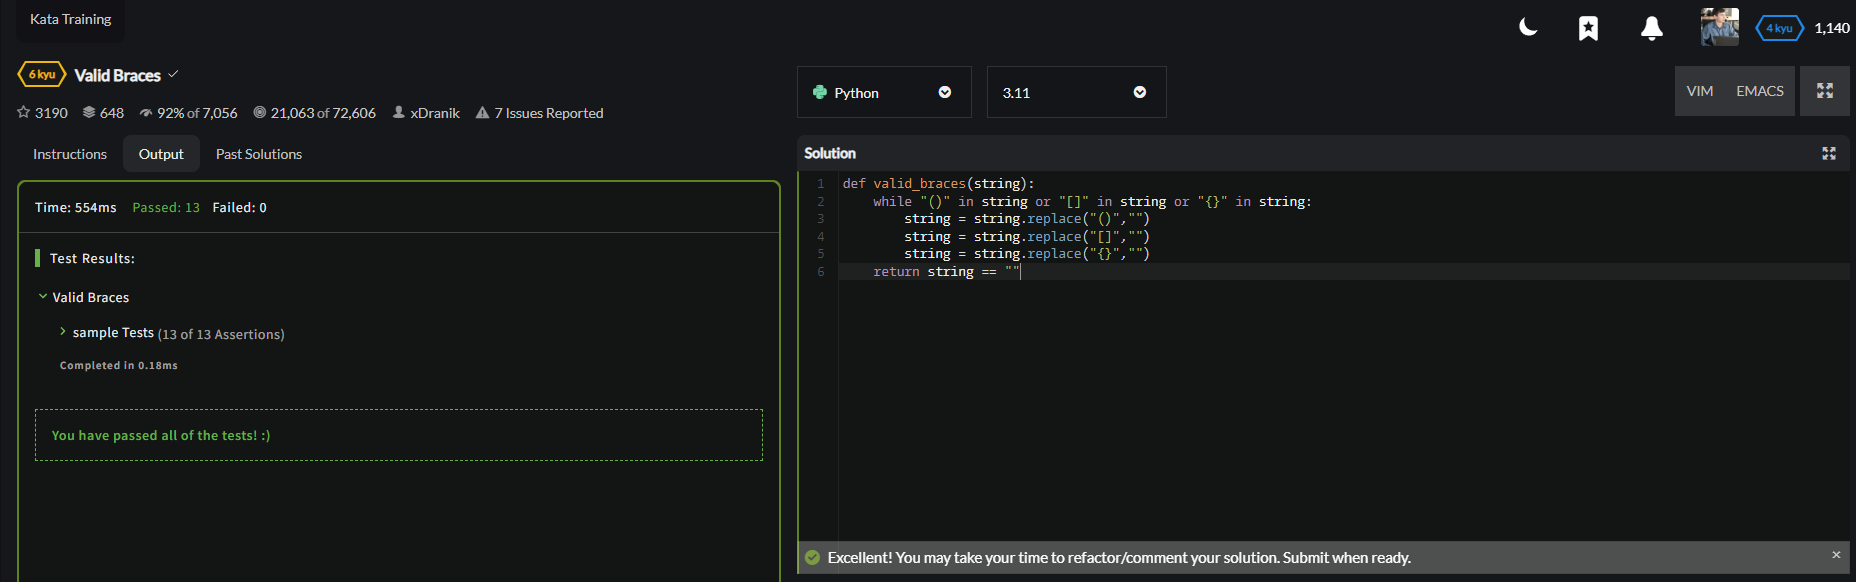 Kata Training
4 kyu 1,140
6 kyu Valid Braces
3190 648 92% of 7,056 21,063 of 72,606 xDranik 7 Issues Reported
Python 3.11 VIM EMACS
Instructions Output Past Solutions
Time: 554ms Passed: 13 Failed: 0
Test Results:
Valid Braces
sample Tests (13 of 13 Assertions)
Completed in 0.18ms
You have passed all of the tests! :)
Solution
1 def valid_braces(string):
2     while "()" in string or "[]" in string or "{}" in string:
3         string = string.replace("()","")
4         string = string.replace("[]","")
5         string = string.replace("{}","")
6     return string == ""
Excellent! You may take your time to refactor/comment your solution. Submit when ready.